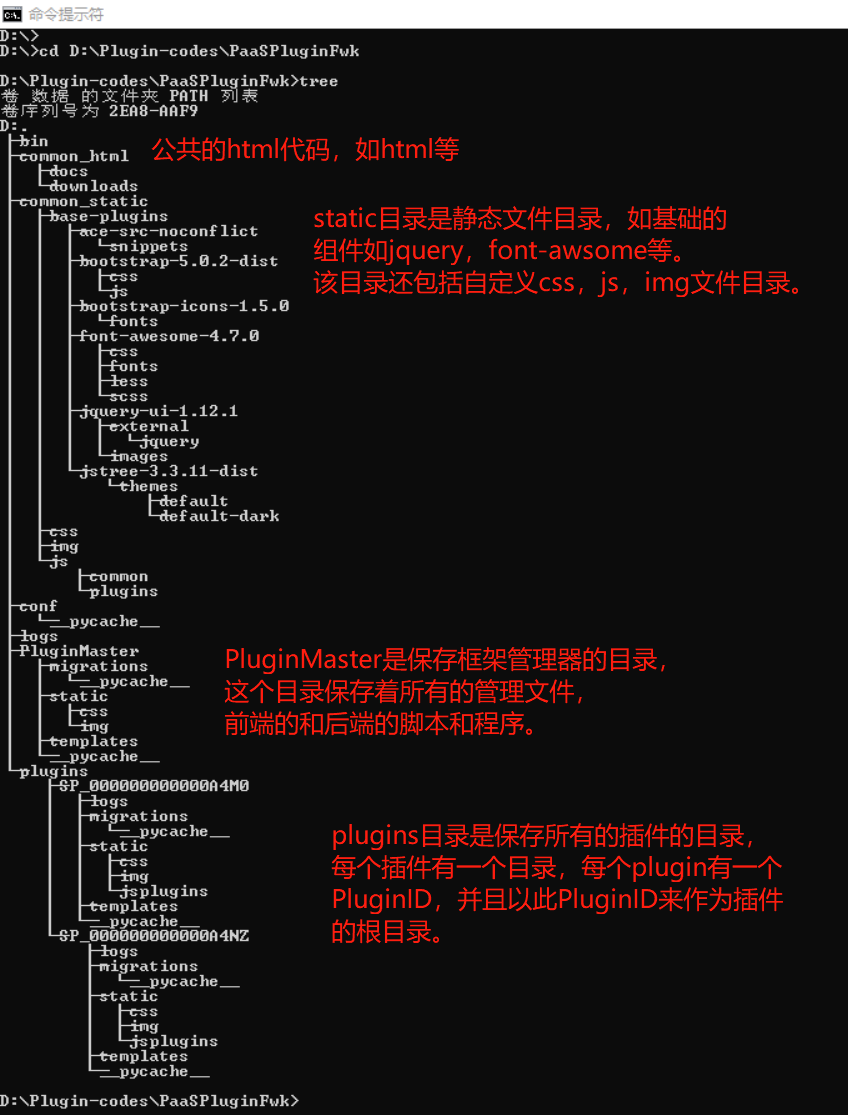 命令提示符
D:\>
D:\>cd D:\Plugin-codes\PaaSPluginFwk
D:\Plugin-codes\PaaSPluginFwk>tree
卷 数据 的文件夹 PATH 列表
卷序列号为 2EA8-AAF9
D:.
├─bin
├─common_html
公共的html代码，如html等
│  ├─docs
│  └─downloads
├─common_static
│  ├─base-plugins
│  │  ├─ace-src-noconflict
│  │  │  └─snippets
│  │  ├─bootstrap-5.0.2-dist
│  │  │  ├─css
│  │  │  └─js
│  │  ├─bootstrap-icons-1.5.0
│  │  │  └─fonts
│  │  ├─font-awesome-4.7.0
│  │  │  ├─css
│  │  │  ├─fonts
│  │  │  ├─less
│  │  │  └─scss
│  │  ├─jquery-ui-1.12.1
│  │  │  ├─external
│  │  │  │  └─jquery
│  │  │  └─images
│  │  └─jstree-3.3.11-dist
│  │      └─themes
│  │          ├─default
│  │          └─default-dark
│  ├─css
│  ├─img
│  └─js
│      ├─common
│      └─plugins
static目录是静态文件目录，如基础的
组件如jquery，font-awsome等。
该目录还包括自定义css，js，img文件目录。
├─conf
│  └─__pycache__
├─logs
├─PluginMaster
│  ├─migrations
│  │  └─__pycache__
│  ├─static
│  │  ├─css
│  │  └─img
│  ├─templates
│  └─__pycache__
PluginMaster是保存框架管理器的目录，
这个目录保存着所有的管理文件，
前端的和后端的脚本和程序。
└─plugins
    ├─SP_000000000000A4M0
    │  ├─logs
    │  ├─migrations
    │  │  └─__pycache__
    │  ├─static
    │  │  ├─css
    │  │  ├─img
    │  │  └─jsplugins
    │  ├─templates
    │  └─__pycache__
    └─SP_000000000000A4NZ
        ├─logs
        ├─migrations
        │  └─__pycache__
        ├─static
        │  ├─css
        │  ├─img
        │  └─jsplugins
        ├─templates
        └─__pycache__
plugins目录是保存所有的插件的目录，
每个插件有一个目录，每个plugin有一个
PluginID，并且以此PluginID来作为插件
的根目录。
D:\Plugin-codes\PaaSPluginFwk>